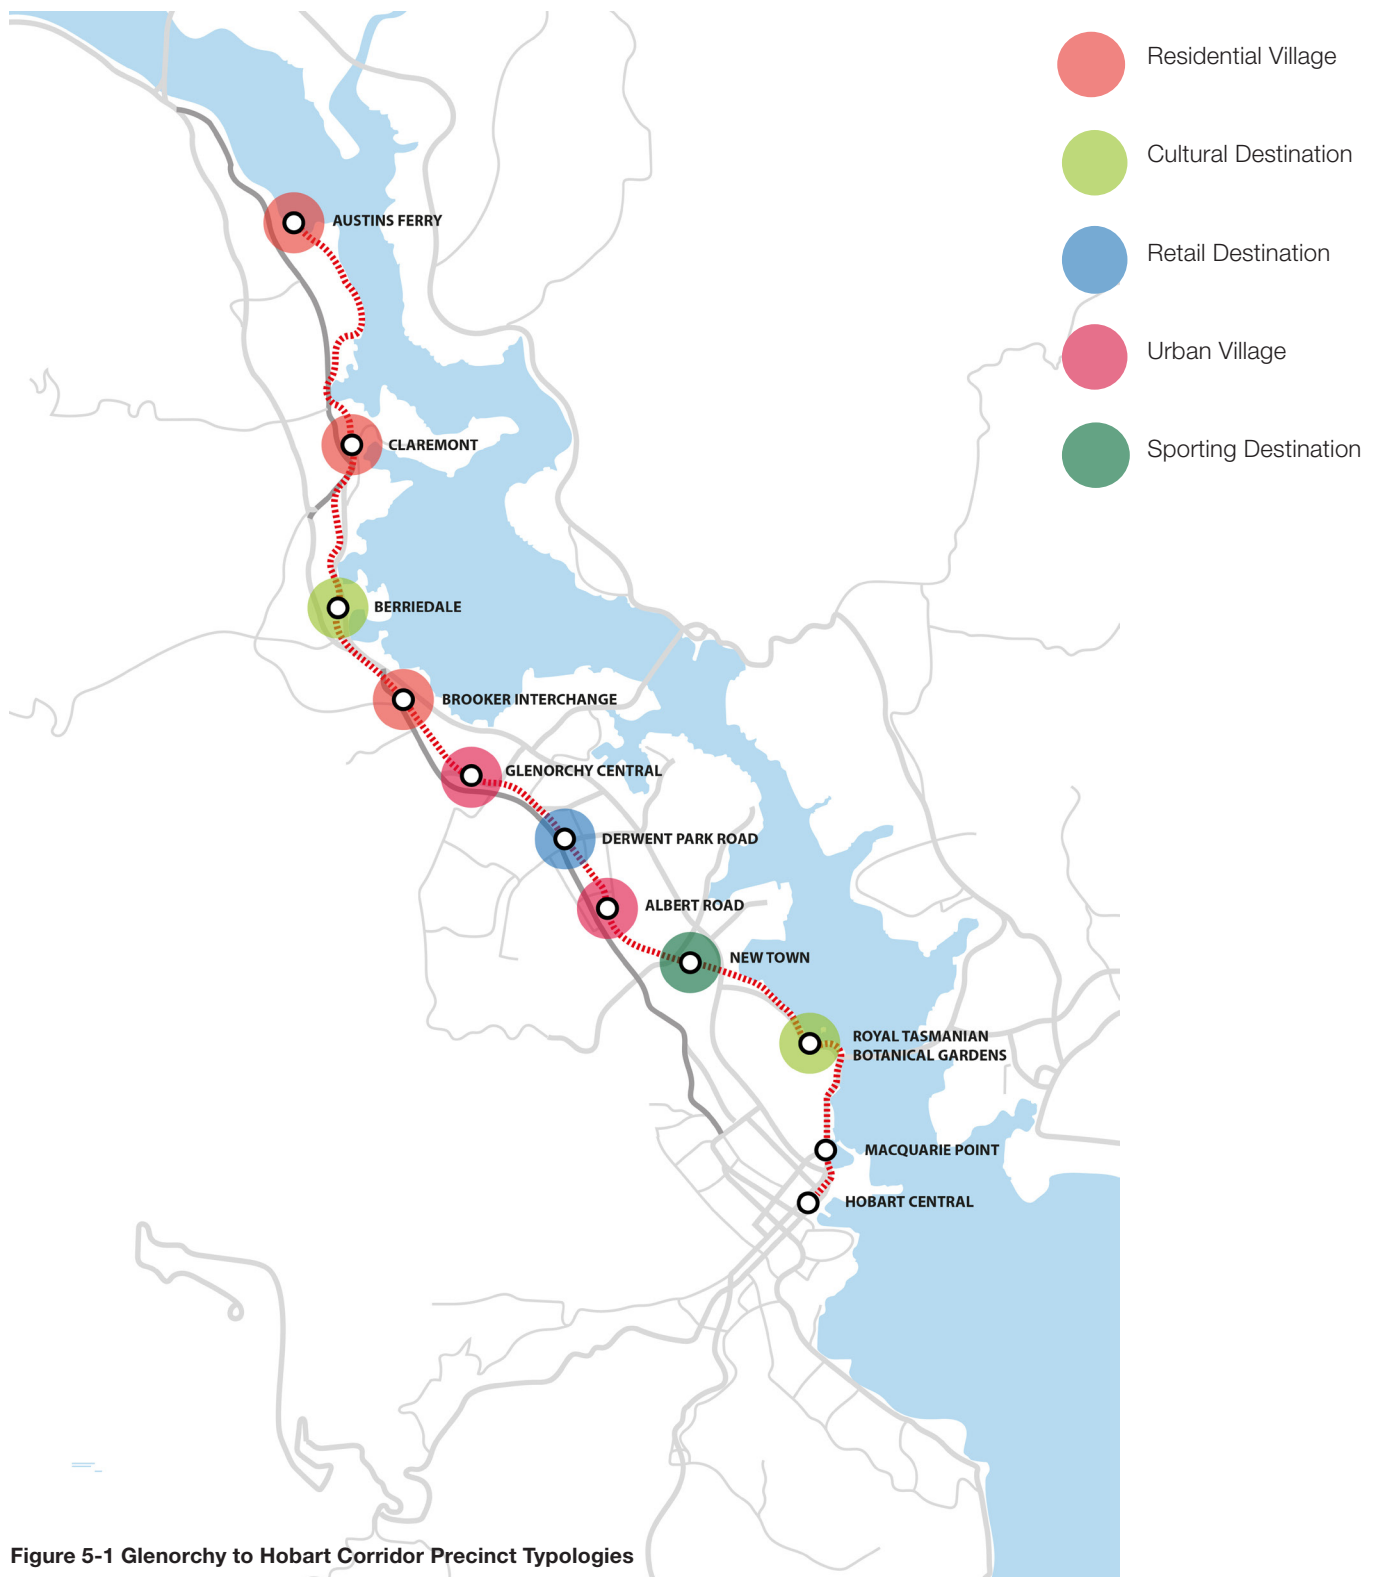 Residential Village
Cultural Destination
Retail Destination
Urban Village
Sporting Destination
AUSTINS FERRY
CLAREMONT
BERRIEDALE
BROOKER INTERCHANGE
GLENORCHY CENTRAL
DERWENT PARK ROAD
ALBERT ROAD
NEW TOWN
ROYAL TASMANIAN
BOTANICAL GARDENS
MACQUARIE POINT
HOBART CENTRAL
Figure 5-1 Glenorchy to Hobart Corridor Precinct Typologies